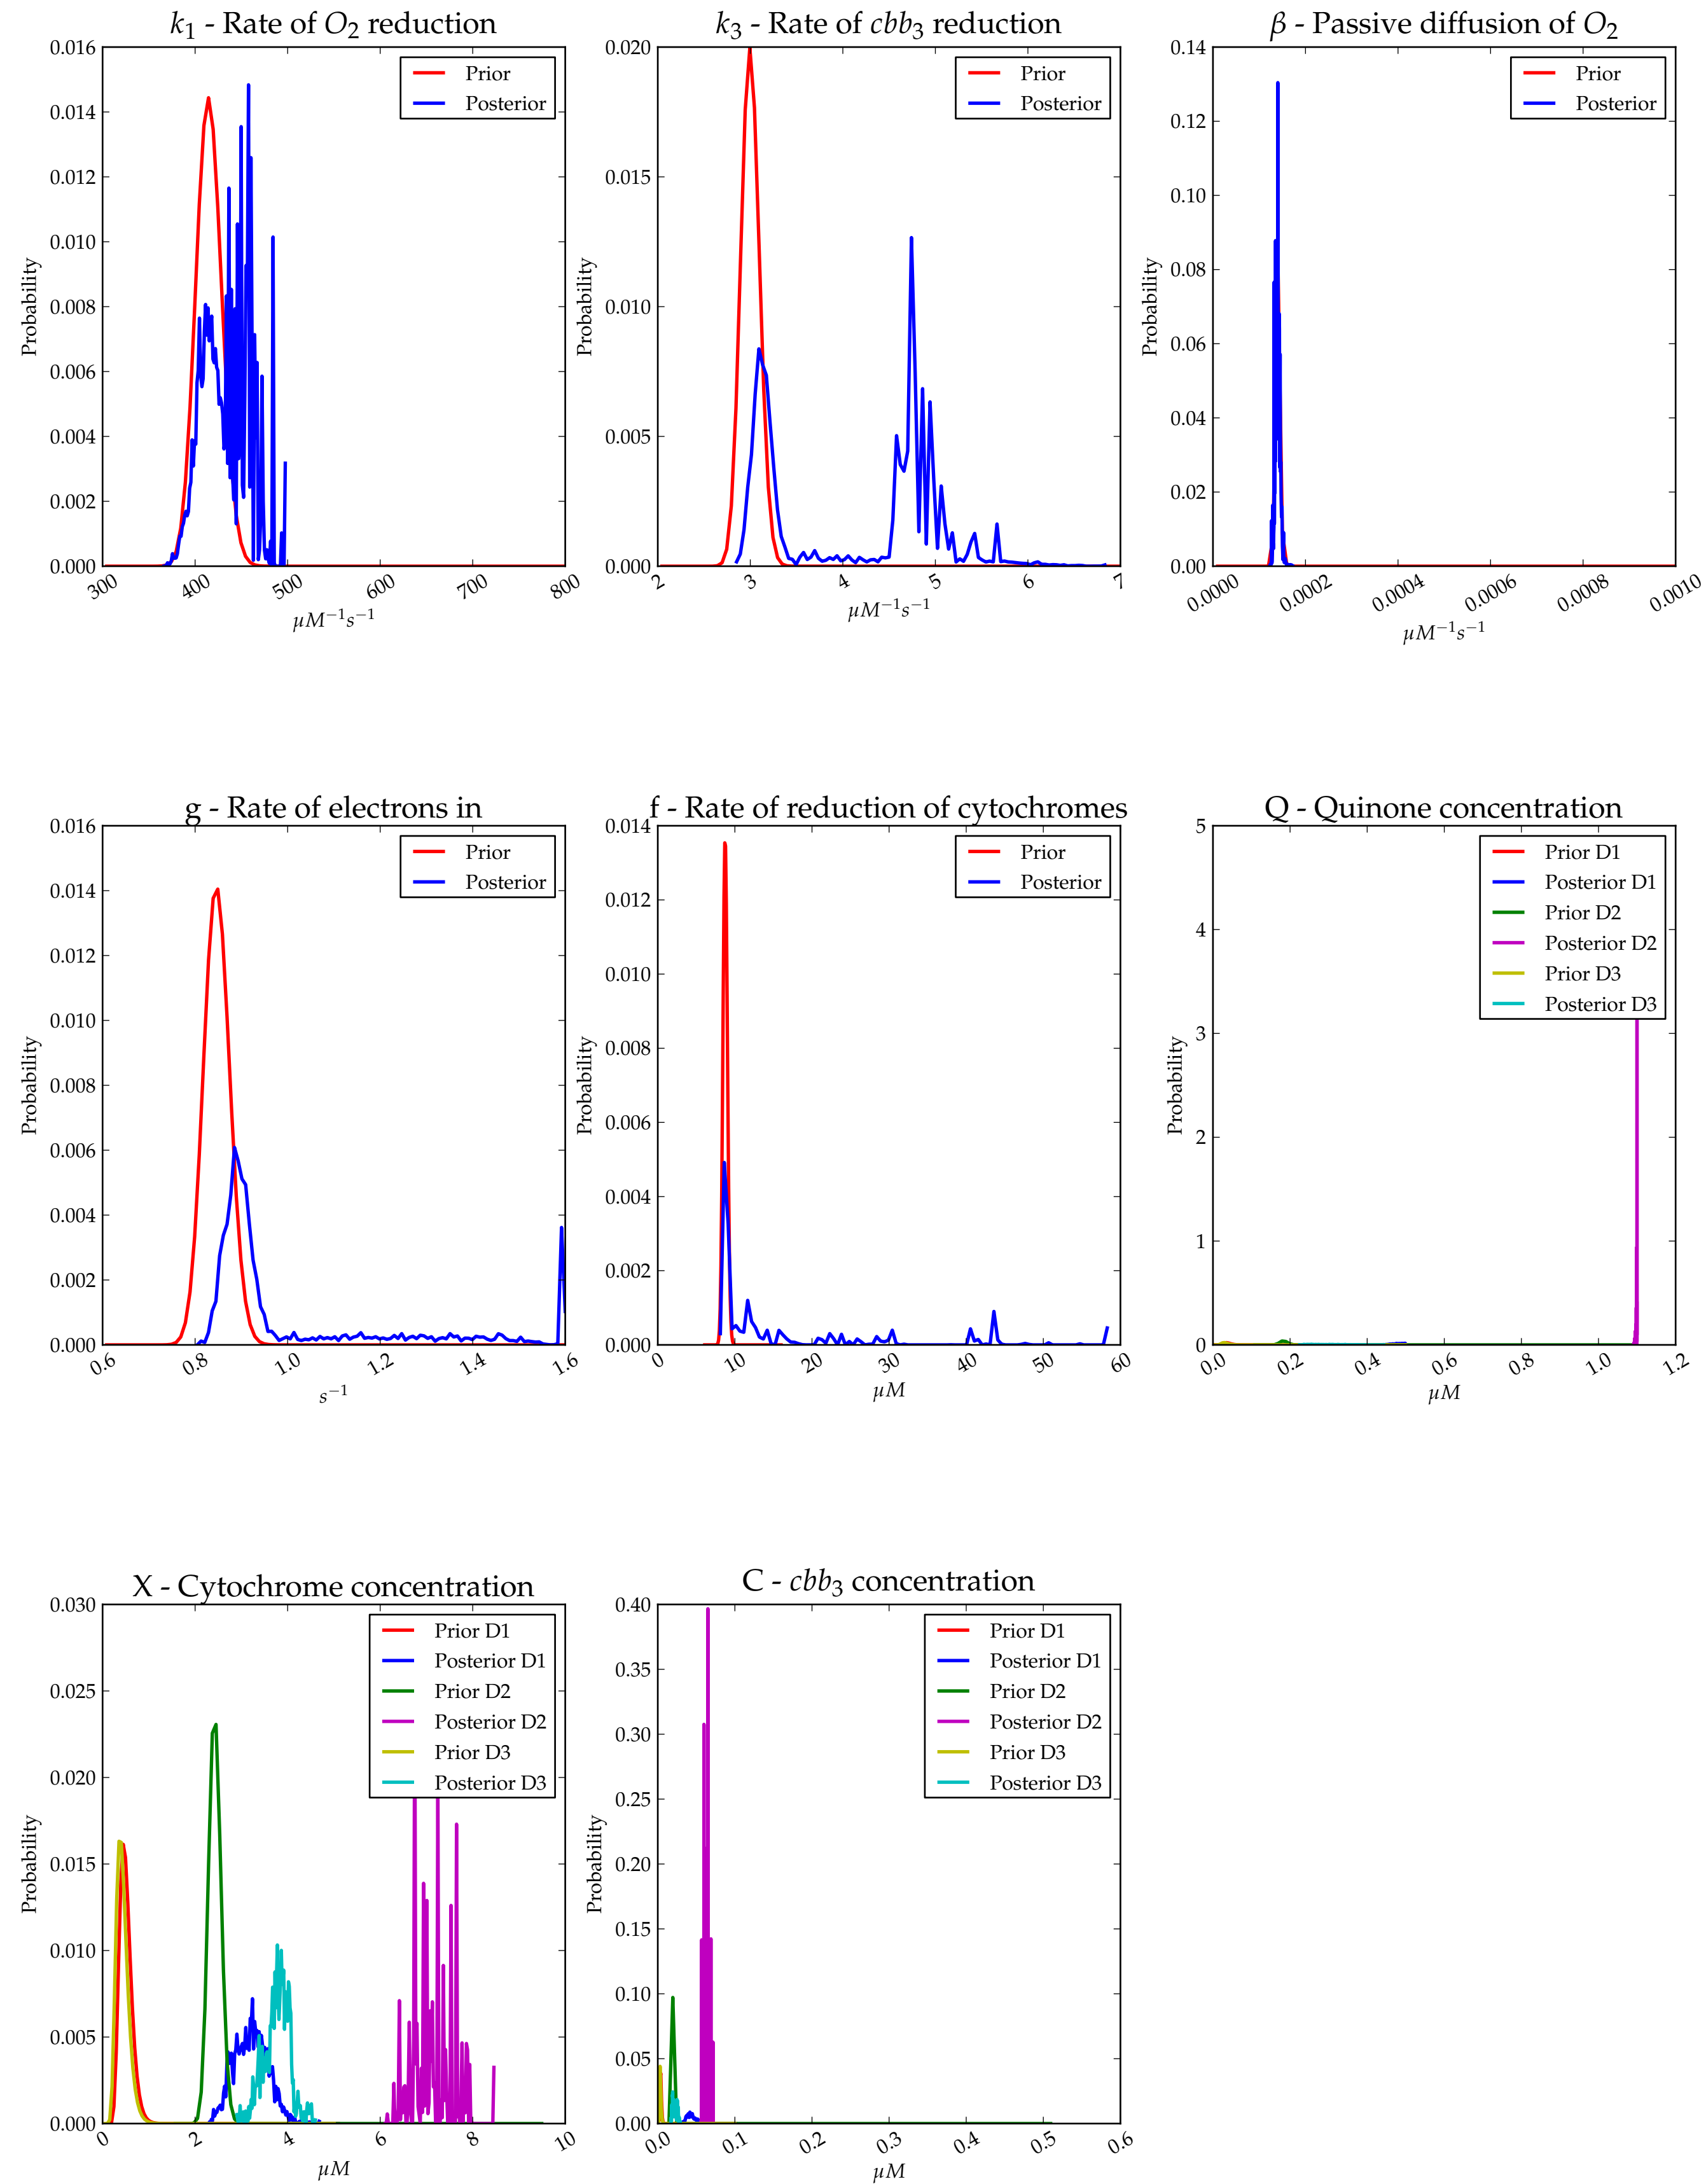 k₁ - Rate of O₂ reduction
0.016
0.014
0.012
0.010
0.008
0.006
0.004
0.002
0.000
Probability
Prior
Posterior
300 400 500 600 700 800
μM⁻¹s⁻¹
k₃ - Rate of cbb₃ reduction
0.020
0.015
0.010
0.005
0.000
Probability
Prior
Posterior
2 3 4 5 6 7
μM⁻¹s⁻¹
β - Passive diffusion of O₂
0.14
0.12
0.10
0.08
0.06
0.04
0.02
0.00
Probability
Prior
Posterior
0.0000 0.0002 0.0004 0.0006 0.0008 0.0010
μM⁻¹s⁻¹
g - Rate of electrons in
0.016
0.014
0.012
0.010
0.008
0.006
0.004
0.002
0.000
Probability
Prior
Posterior
0.6 0.8 1.0 1.2 1.4 1.6
s⁻¹
f - Rate of reduction of cytochromes
0.014
0.012
0.010
0.008
0.006
0.004
0.002
0.000
Probability
Prior
Posterior
0 10 20 30 40 50 60
μM
Q - Quinone concentration
5
4
3
2
1
0
Probability
Prior D1
Posterior D1
Prior D2
Posterior D2
Prior D3
Posterior D3
0.0 0.2 0.4 0.6 0.8 1.0 1.2
μM
X - Cytochrome concentration
0.030
0.025
0.020
0.015
0.010
0.005
0.000
Probability
Prior D1
Posterior D1
Prior D2
Posterior D2
Prior D3
Posterior D3
0 2 4 6 8 10
μM
C - cbb₃ concentration
0.40
0.35
0.30
0.25
0.20
0.15
0.10
0.05
0.00
Probability
Prior D1
Posterior D1
Prior D2
Posterior D2
Prior D3
Posterior D3
0.0 0.1 0.2 0.3 0.4 0.5 0.6
μM